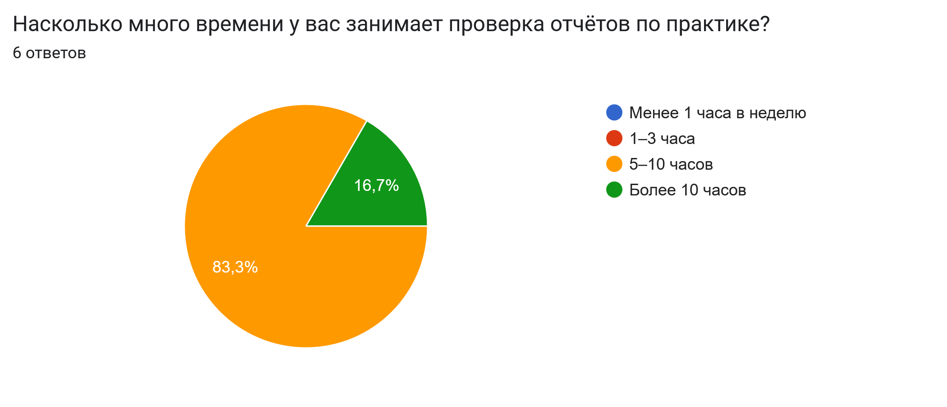 Насколько много времени у вас занимает проверка отчётов по практике?
6 ответов
Менее 1 часа в неделю
1–3 часа
5–10 часов
Более 10 часов
16,7%
83,3%